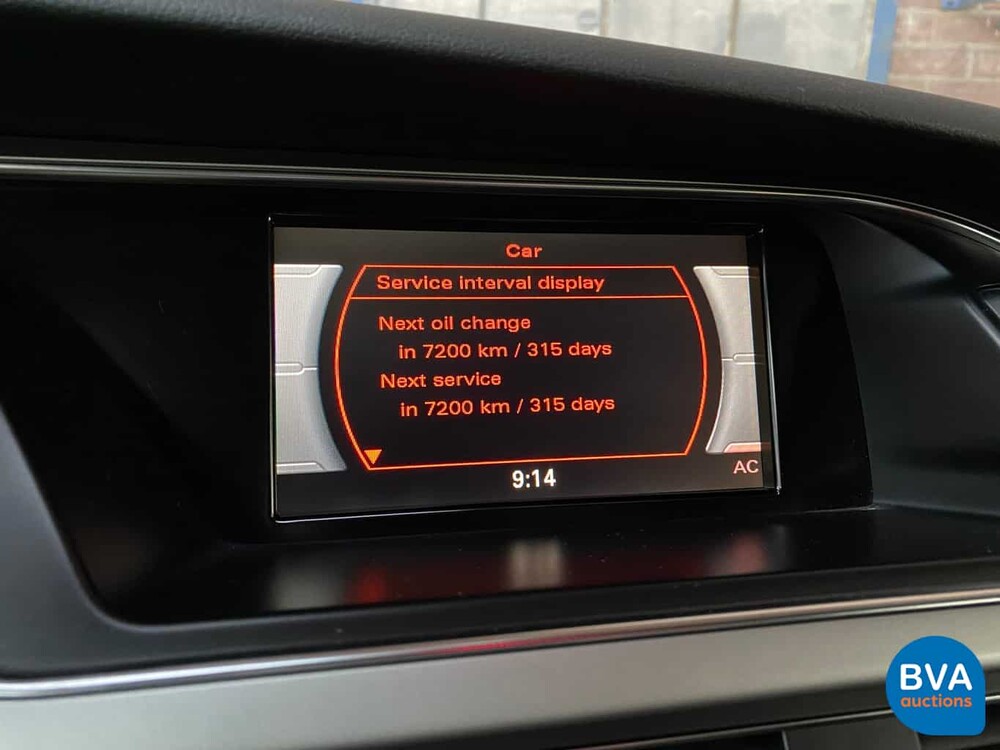 Car
Service interval display
Next oil change
in 7200 km / 315 days
Next service
in 7200 km / 315 days
9:14
AC
BVA
auctions